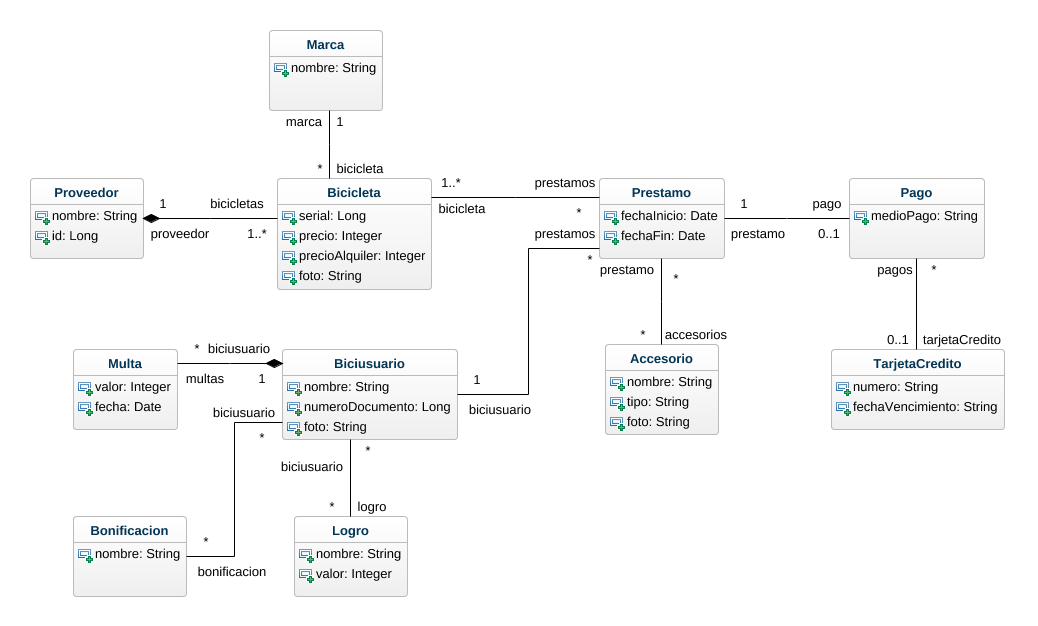 Marca
nombre: String
marca 1
* bicicleta
Proveedor
nombre: String
id: Long
1 bicicletas
proveedor 1..*
Bicicleta
serial: Long
precio: Integer
precioAlquiler: Integer
foto: String
1..* prestamos
bicicleta *
prestamos
*
Prestamo
fechaInicio: Date
fechaFin: Date
1 pago
prestamo 0..1
Pago
medioPago: String
prestamo *
* accesorios
pagos *
0..1 tarjetaCredito
Multa
valor: Integer
fecha: Date
* biciusuario
multas 1
Biciusuario
nombre: String
numeroDocumento: Long
foto: String
1
biciusuario
Accesorio
nombre: String
tipo: String
foto: String
TarjetaCredito
numero: String
fechaVencimiento: String
biciusuario
*
biciusuario *
* logro
*
bonificacion
Bonificacion
nombre: String
Logro
nombre: String
valor: Integer